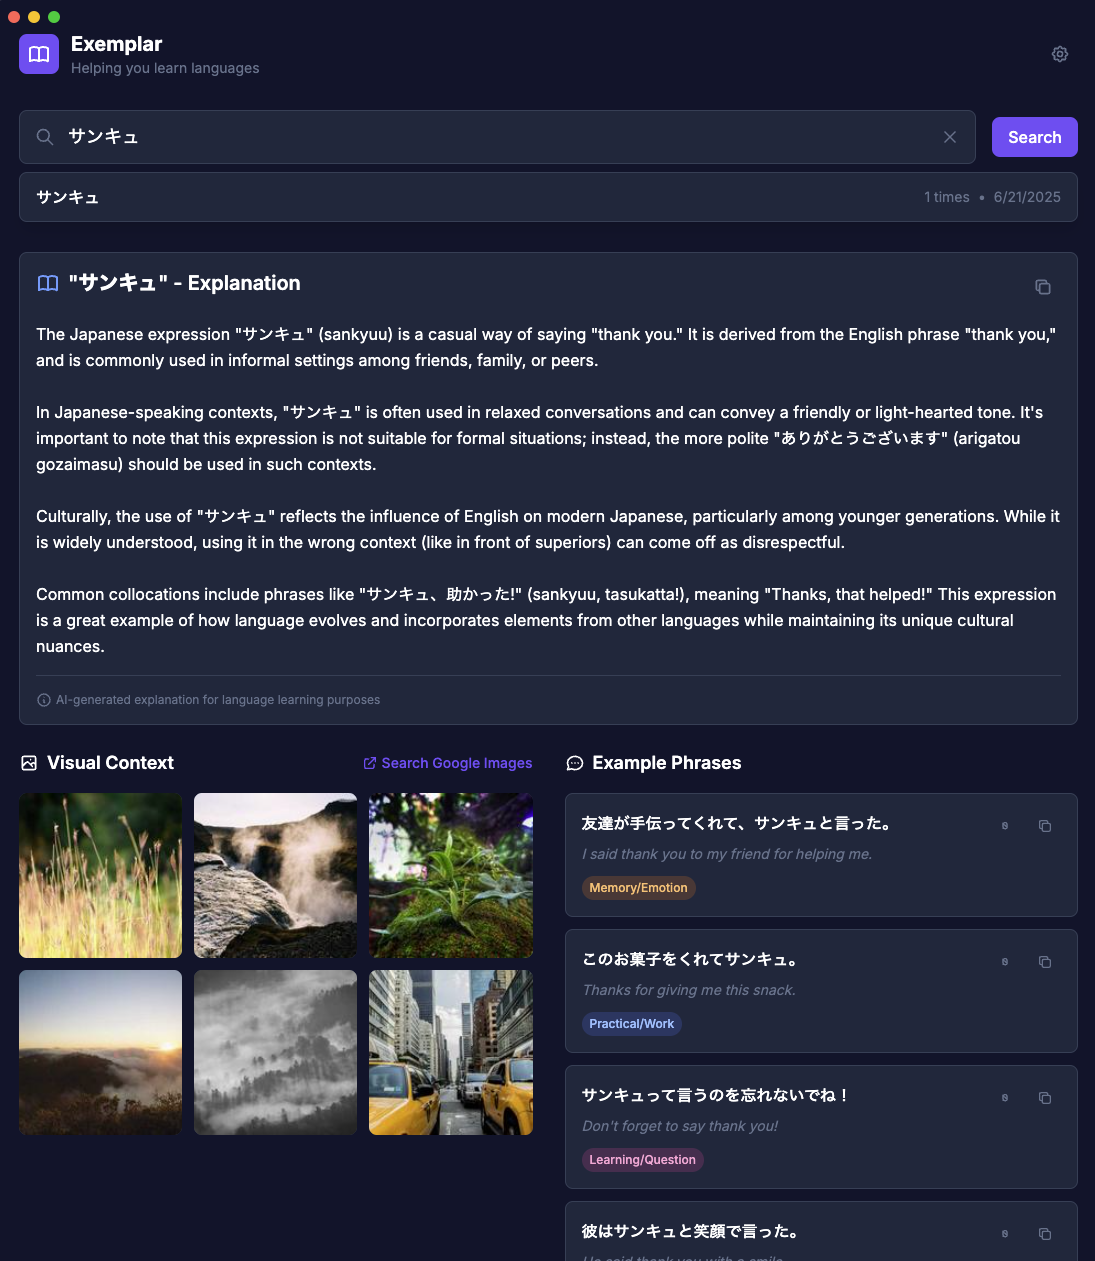 Exemplar
Helping you learn languages
サンキュ
Search
サンキュ
1 times • 6/21/2025
"サンキュ" - Explanation
The Japanese expression "サンキュ" (sankyuu) is a casual way of saying "thank you." It is derived from the English phrase "thank you,"
and is commonly used in informal settings among friends, family, or peers.
In Japanese-speaking contexts, "サンキュ" is often used in relaxed conversations and can convey a friendly or light-hearted tone. It's
important to note that this expression is not suitable for formal situations; instead, the more polite "ありがとうございます" (arigatou
gozaimasu) should be used in such contexts.
Culturally, the use of "サンキュ" reflects the influence of English on modern Japanese, particularly among younger generations. While it
is widely understood, using it in the wrong context (like in front of superiors) can come off as disrespectful.
Common collocations include phrases like "サンキュ、助かった!" (sankyuu, tasukatta!), meaning "Thanks, that helped!" This expression
is a great example of how language evolves and incorporates elements from other languages while maintaining its unique cultural
nuances.
AI-generated explanation for language learning purposes
Visual Context
Search Google Images
Example Phrases
友達が手伝ってくれて、サンキュと言った。
I said thank you to my friend for helping me.
Memory/Emotion
このお菓子をくれてサンキュ。
Thanks for giving me this snack.
Practical/Work
サンキュって言うのを忘れないでね！
Don't forget to say thank you!
Learning/Question
彼はサンキュと笑顔で言った。
He said thank you with a smile.